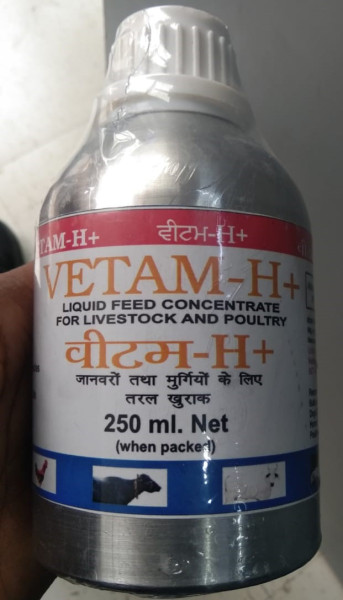 TAM-H+ वीटम-H+
VETAM-H+
LIQUID FEED CONCENTRATE
FOR LIVESTOCK AND POULTRY
वीटम-H+
जानवरों तथा मुर्गियों के लिए
तरल खुराक
250 ml. Net
(when packed)